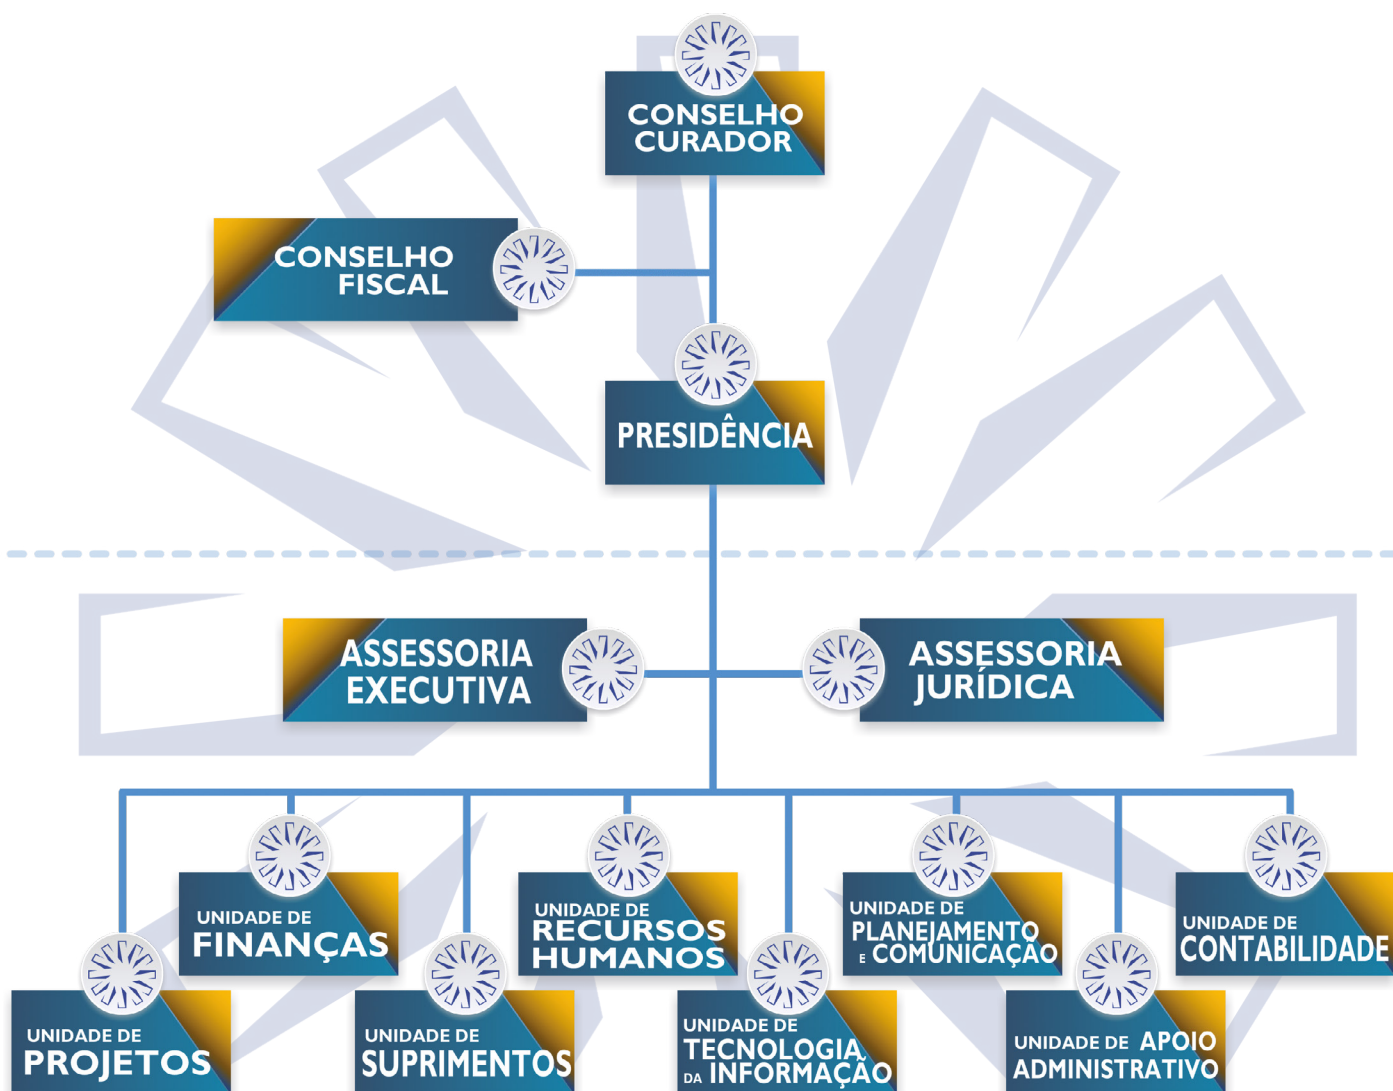 CONSELHO
CURADOR
CONSELHO
FISCAL
PRESIDÊNCIA
ASSESSORIA
EXECUTIVA
ASSESSORIA
JURÍDICA
UNIDADE DE
FINANÇAS
UNIDADE DE
RECURSOS
HUMANOS
UNIDADE DE
PLANEJAMENTO
E COMUNICAÇÃO
UNIDADE DE
CONTABILIDADE
UNIDADE DE
PROJETOS
UNIDADE DE
SUPRIMENTOS
UNIDADE DE
TECNOLOGIA
DA INFORMAÇÃO
UNIDADE DE APOIO
ADMINISTRATIVO